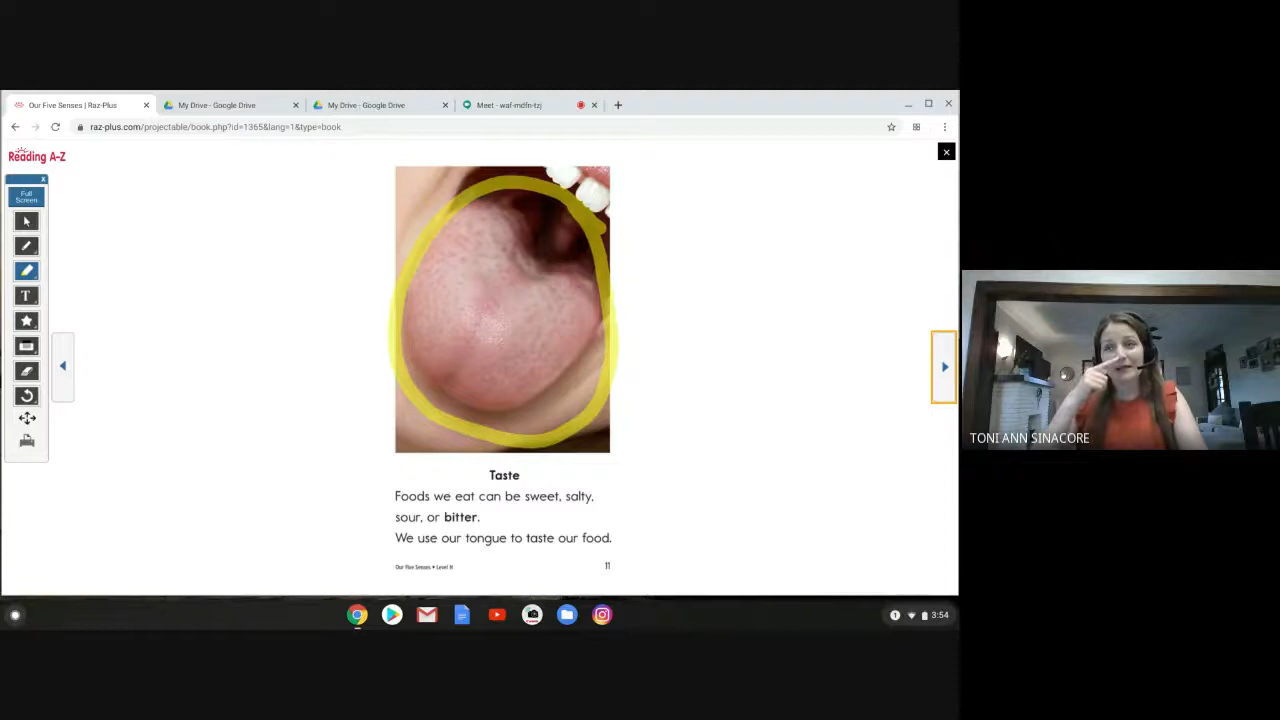 Our Five Senses | Raz-Plus
My Drive - Google Drive
My Drive - Google Drive
Meet - waf-mdfn-tzj
raz-plus.com/projectable/book.php?id=1365&lang=1&type=book
Reading A-Z
x
Full
Screen
T
Taste
Foods we eat can be sweet, salty,
sour, or bitter.
We use our tongue to taste our food.
Our Five Senses • Level H
11
TONI ANN SINACORE
1
3:54